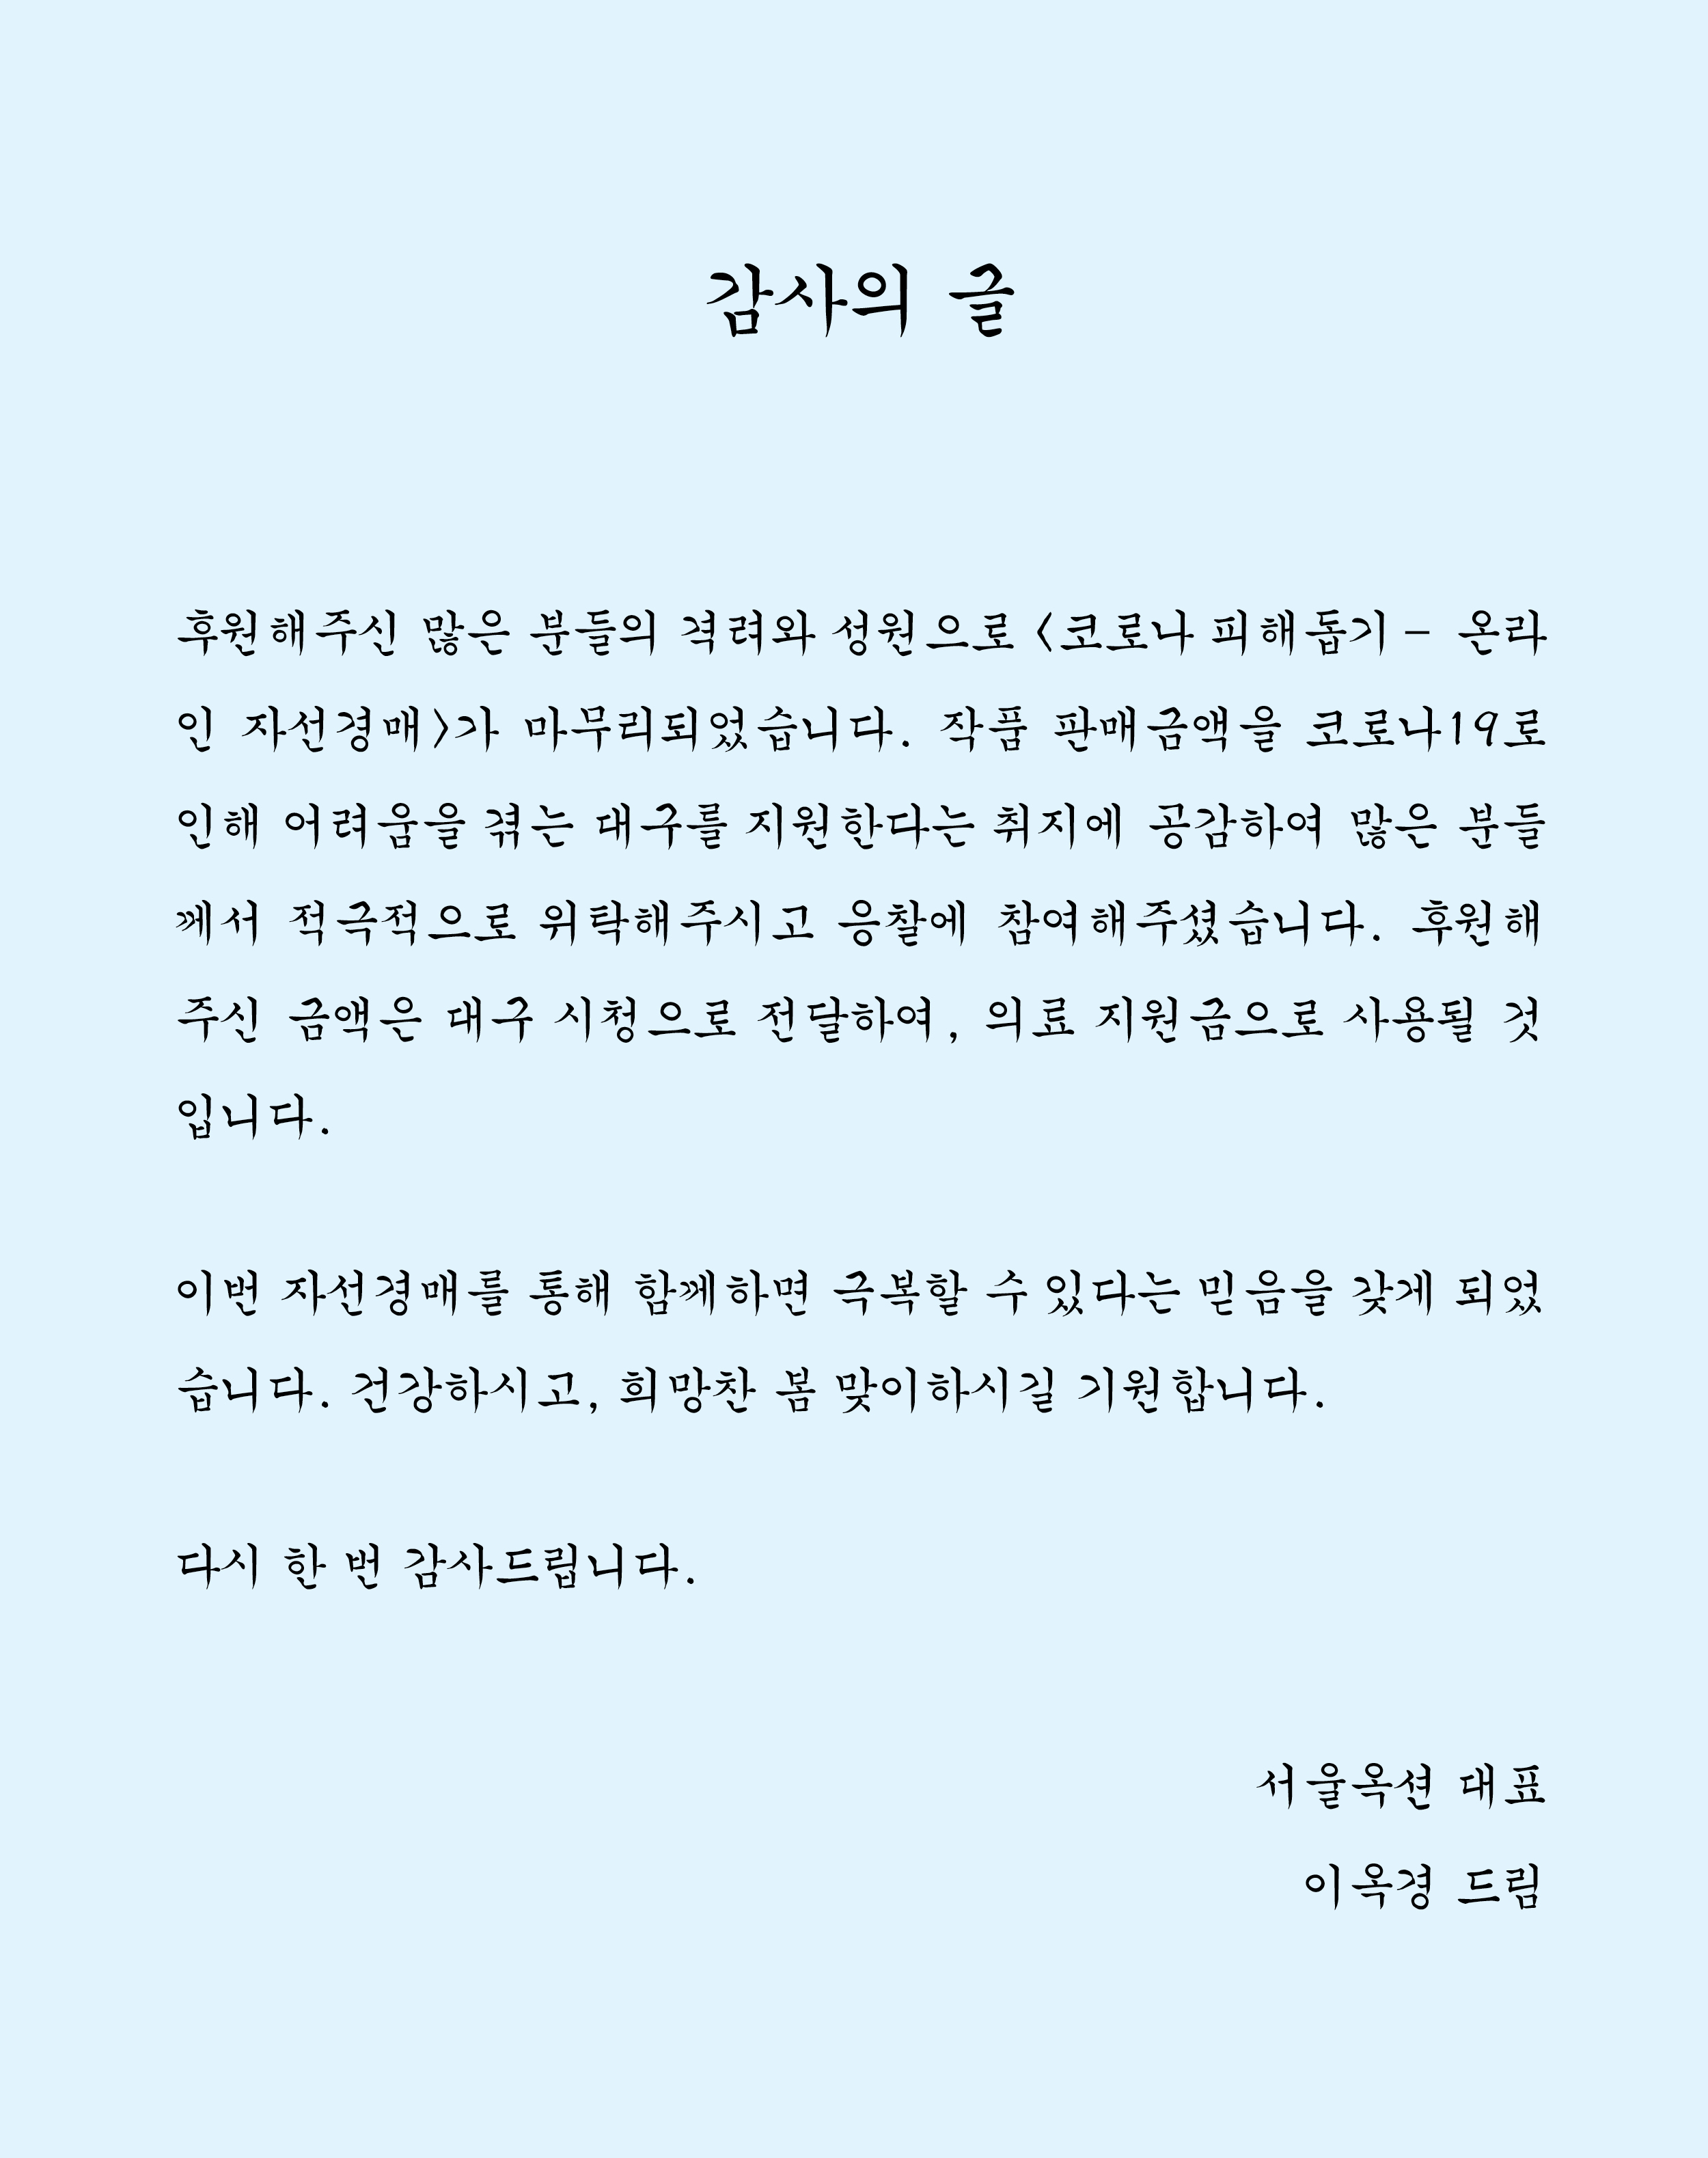 감사의 글
후원해주신 많은 분들의 격려와 성원으로 〈코로나 피해돕기 - 온라
인 자선경매〉가 마무리되었습니다. 작품 판매금액을 코로나19로
인해 어려움을 겪는 대구를 지원한다는 취지에 공감하여 많은 분들
께서 적극적으로 위탁해주시고 응찰에 참여해주셨습니다. 후원해
주신 금액은 대구 시청으로 전달하여, 의료 지원금으로 사용될 것
입니다.
이번 자선경매를 통해 함께하면 극복할 수 있다는 믿음을 갖게 되었
습니다. 건강하시고, 희망찬 봄 맞이하시길 기원합니다.
다시 한 번 감사드립니다.
서울옥션 대표
이옥경 드림